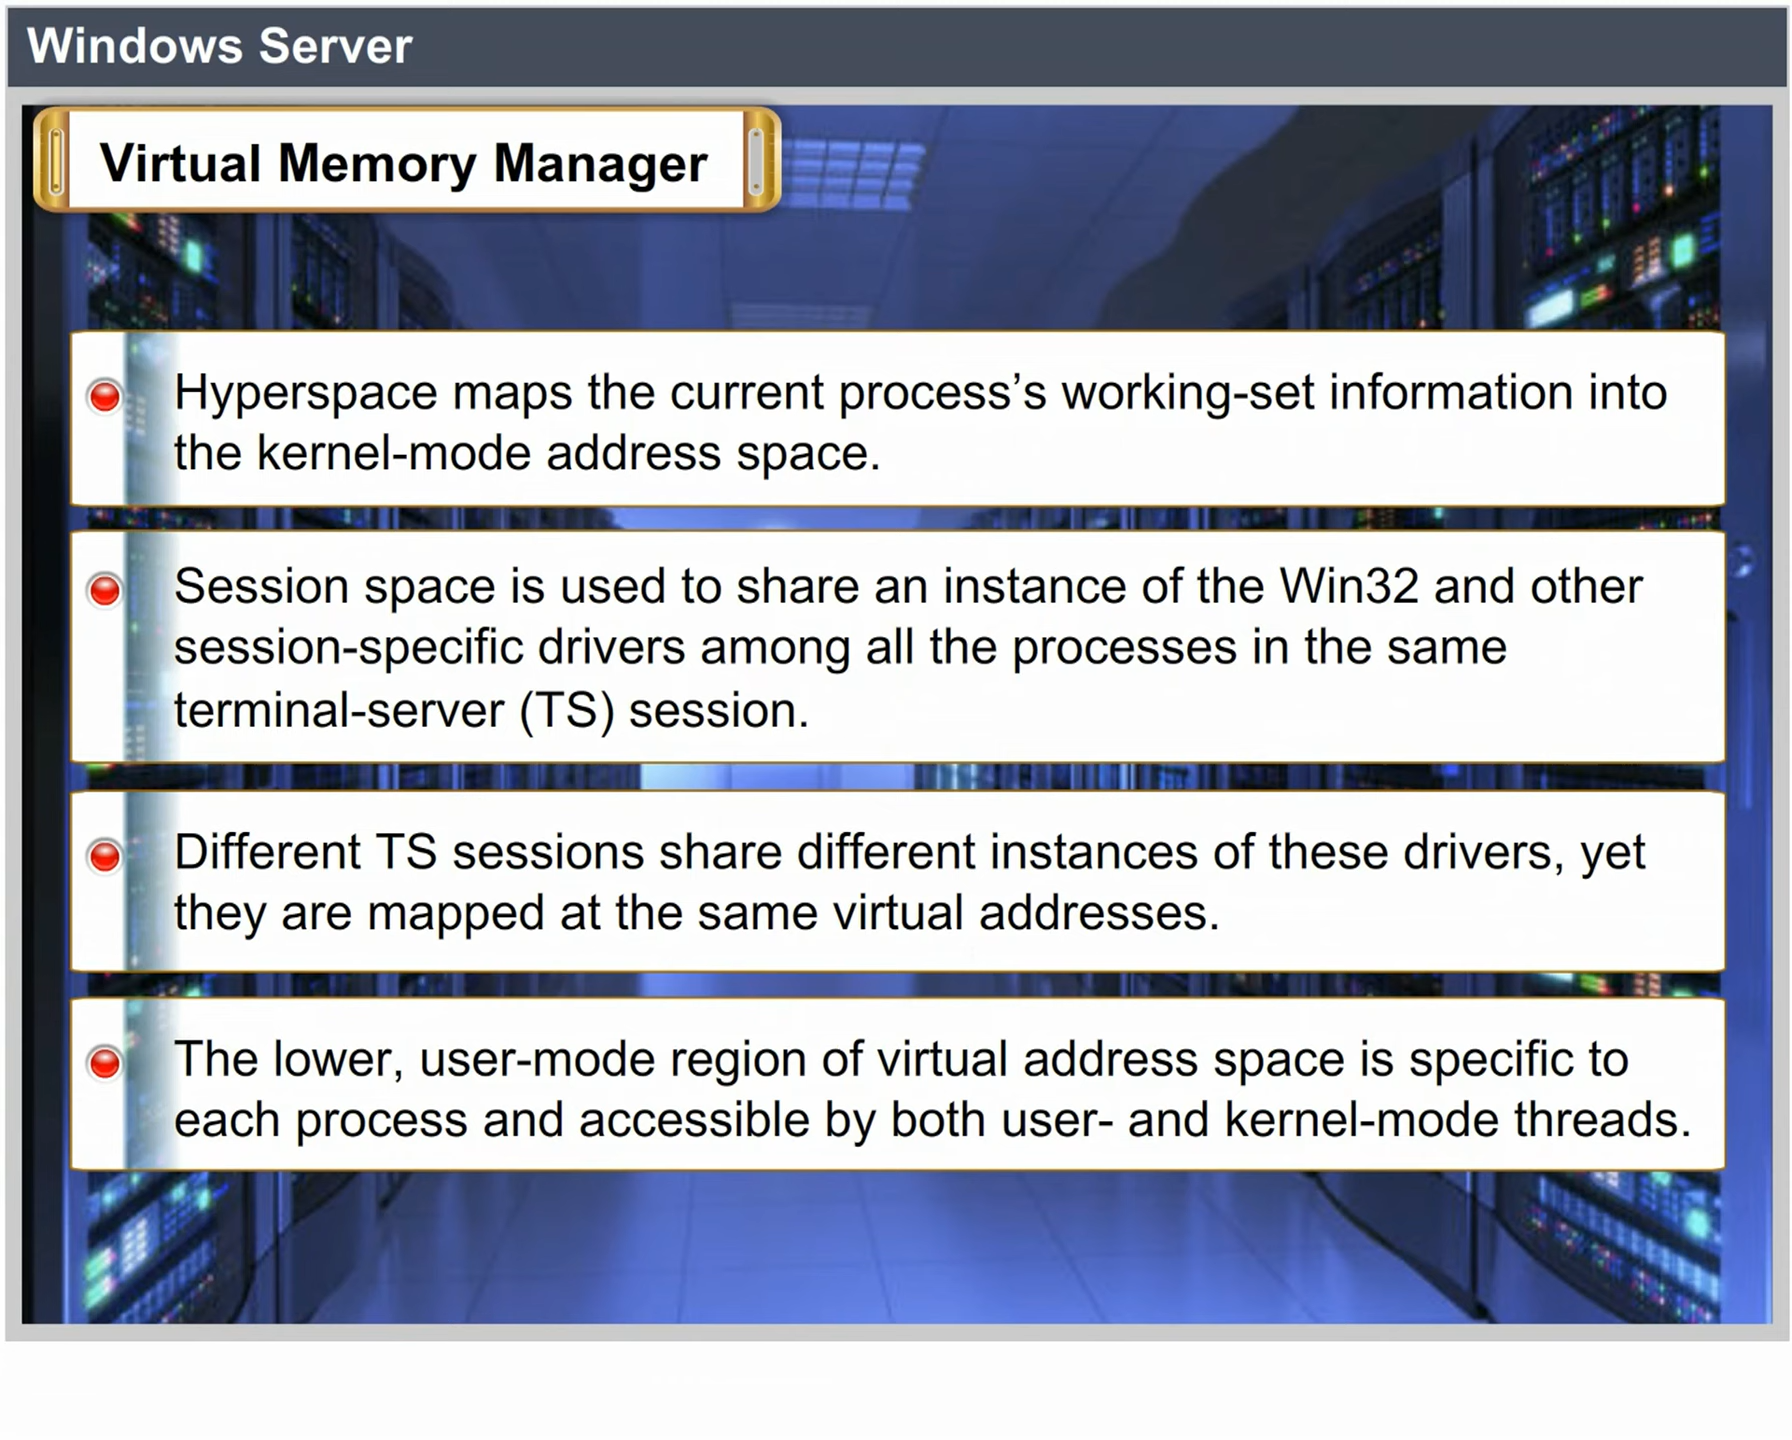 Windows Server
Virtual Memory Manager
Hyperspace maps the current process’s working-set information into
the kernel-mode address space.
Session space is used to share an instance of the Win32 and other
session-specific drivers among all the processes in the same
terminal-server (TS) session.
Different TS sessions share different instances of these drivers, yet
they are mapped at the same virtual addresses.
The lower, user-mode region of virtual address space is specific to
each process and accessible by both user- and kernel-mode threads.